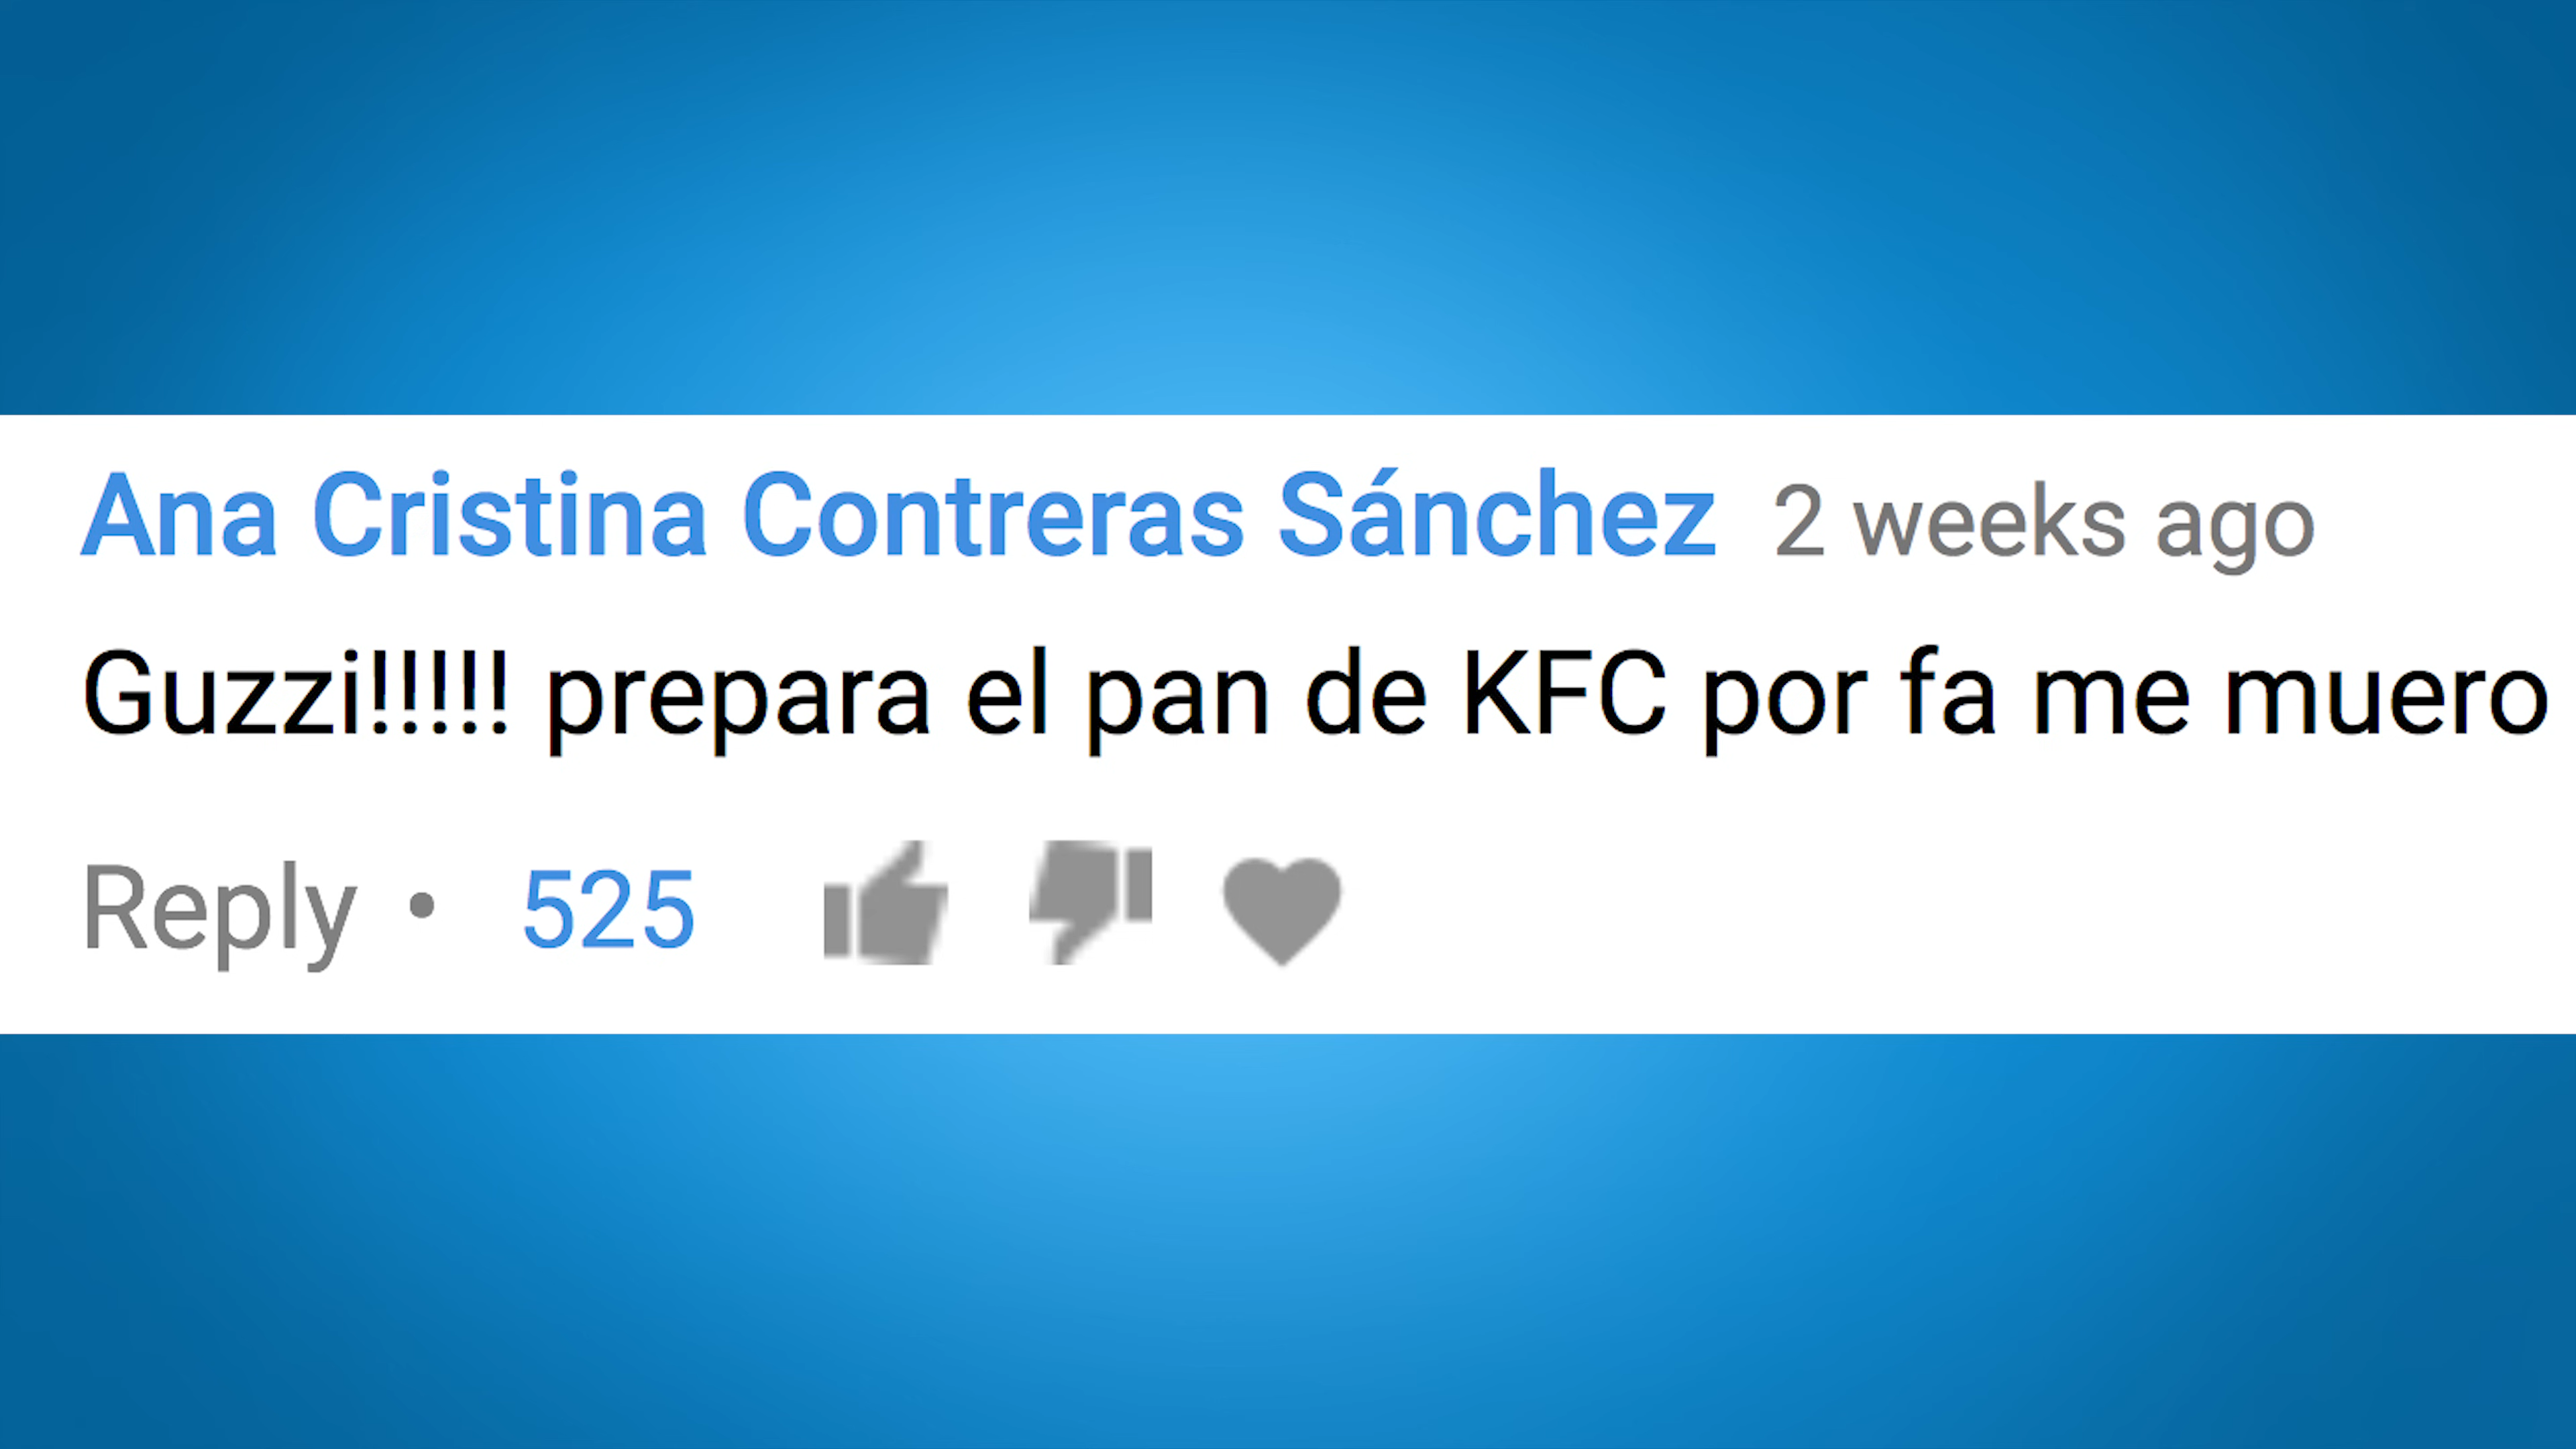 Ana Cristina Contreras Sánchez 2 weeks ago
Guzzi!!!!! prepara el pan de KFC por fa me muero
Reply • 525